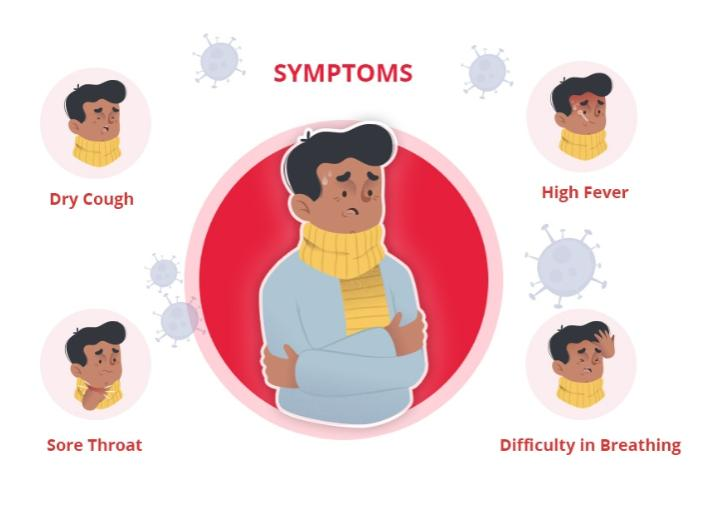 SYMPTOMS
Dry Cough
High Fever
Sore Throat
Difficulty in Breathing